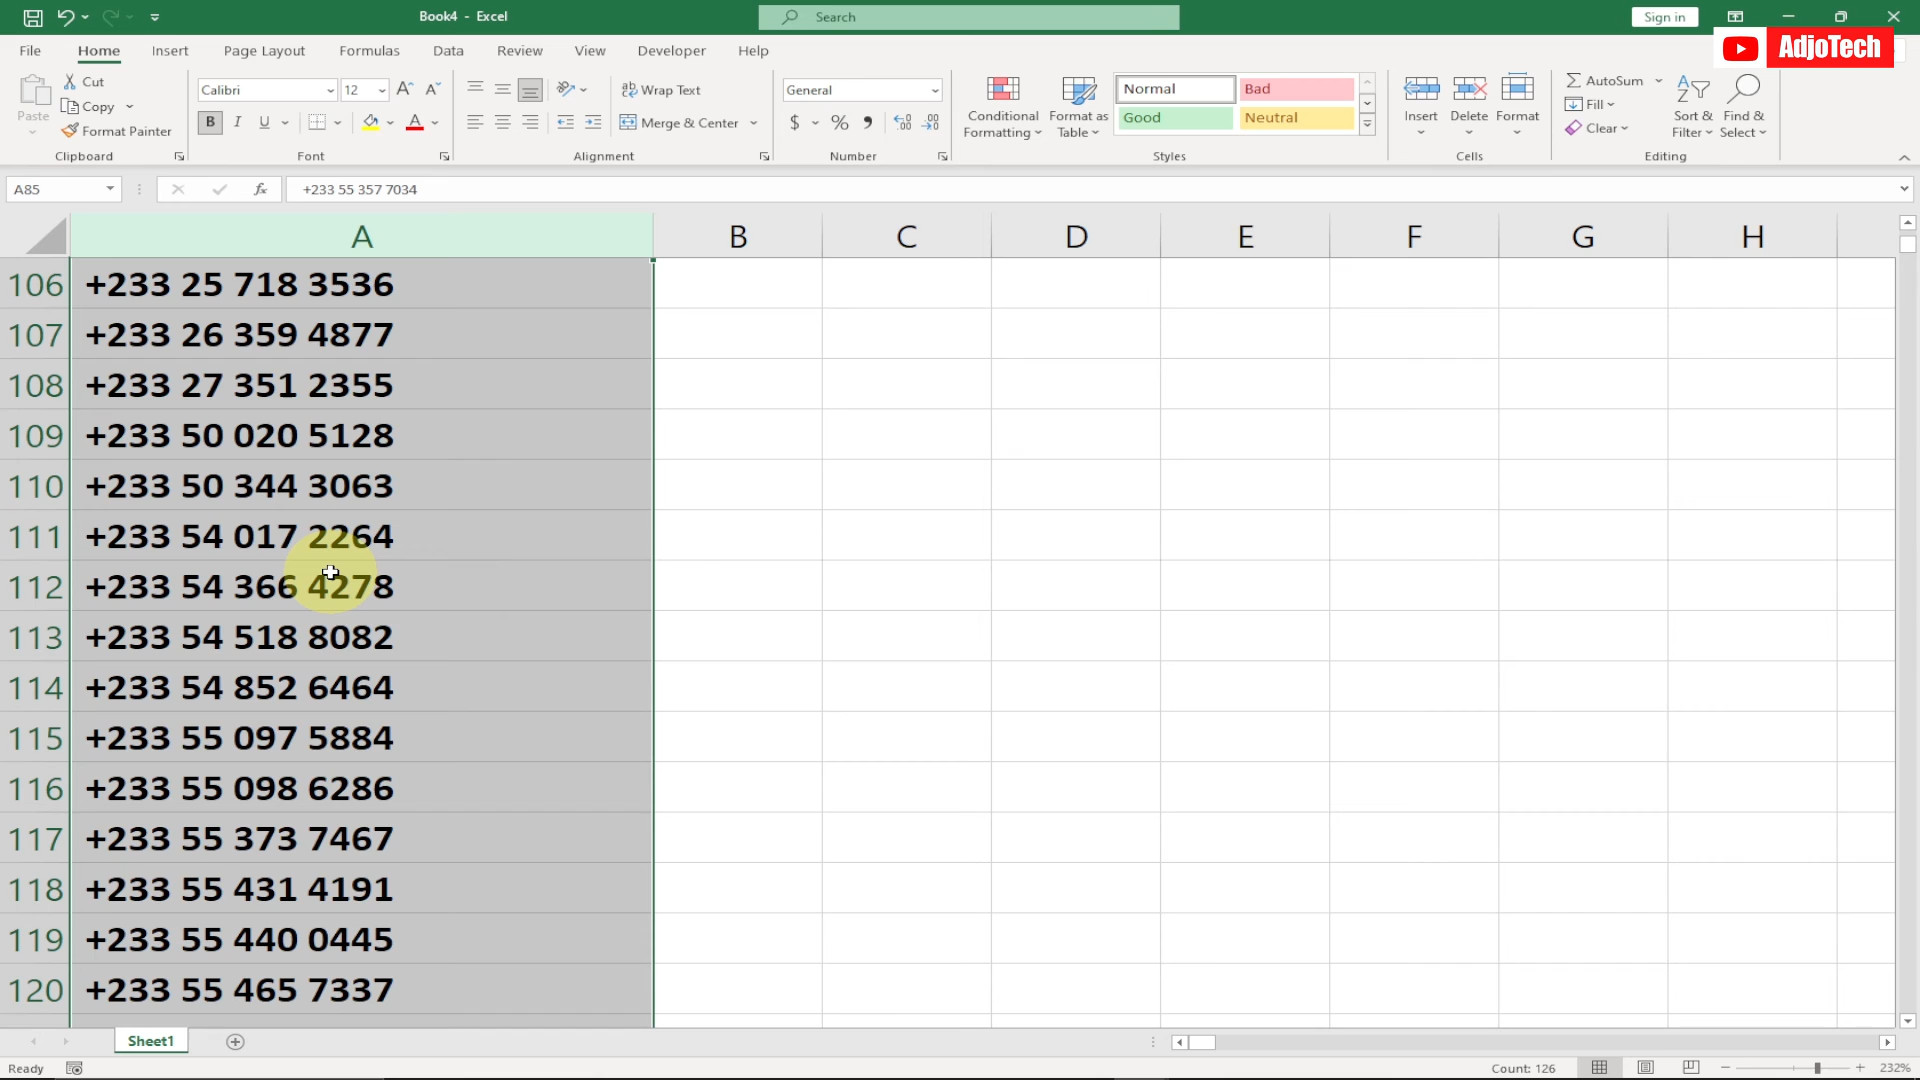 Book4 - Excel
Search
Sign in
File Home Insert Page Layout Formulas Data Review View Developer Help
AdjoTech
Paste
Cut
Copy
Format Painter
Clipboard
Calibri 12
B I U
Font
Wrap Text
Merge & Center
Alignment
General
$ % ,
Number
Conditional Formatting
Format as Table
Normal Bad
Good Neutral
Styles
Insert Delete Format
Cells
AutoSum
Fill
Clear
Sort & Filter
Find & Select
Editing
A85 fx +233 55 357 7034
A B C D E F G H
106 +233 25 718 3536
107 +233 26 359 4877
108 +233 27 351 2355
109 +233 50 020 5128
110 +233 50 344 3063
111 +233 54 017 2264
112 +233 54 366 4278
113 +233 54 518 8082
114 +233 54 852 6464
115 +233 55 097 5884
116 +233 55 098 6286
117 +233 55 373 7467
118 +233 55 431 4191
119 +233 55 440 0445
120 +233 55 465 7337
Sheet1
Ready Count: 126 232%